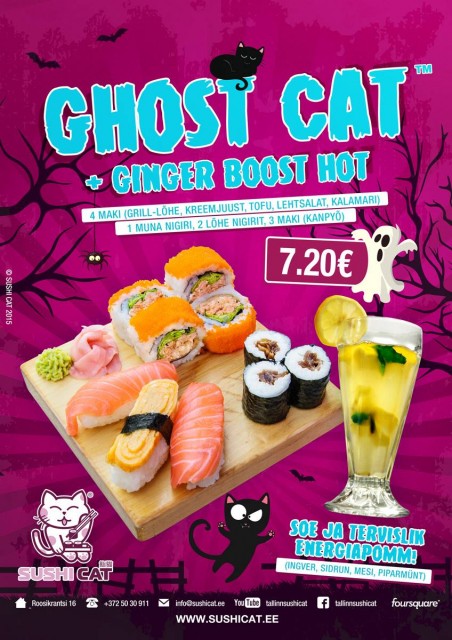 GHOST CAT™
+ GINGER BOOST HOT
4 MAKI (GRILL-LÕHE, KREEMJUUST, TOFU, LEHTSALAT, KALAMARI)
1 MUNA NIGIRI, 2 LÕHE NIGIRIT, 3 MAKI (KANPYŌ)
7.20€
© SUSHI CAT 2015
SOE JA TERVISLIK
ENERGIAPOMM!
(INGVER, SIDRUN, MESI, PIPARMÜNT)
SUSHI CAT
Roosikrantsi 16 +372 50 30 911 info@sushicat.ee YouTube tallinnsushicat tallinnsushicat foursquare
WWW.SUSHICAT.EE